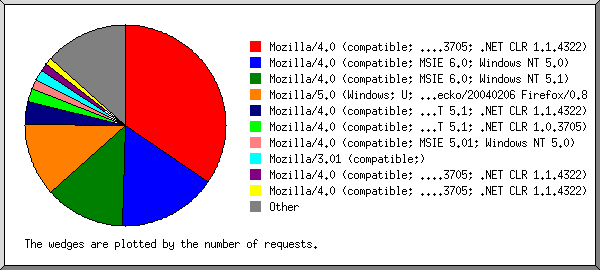 Mozilla/4.0 (compatible; ....3705; .NET CLR 1.1.4322)
Mozilla/4.0 (compatible; MSIE 6.0; Windows NT 5.0)
Mozilla/4.0 (compatible; MSIE 6.0; Windows NT 5.1)
Mozilla/5.0 (Windows; U; ...ecko/20040206 Firefox/0.8
Mozilla/4.0 (compatible; ...T 5.1; .NET CLR 1.1.4322)
Mozilla/4.0 (compatible; ...T 5.1; .NET CLR 1.0.3705)
Mozilla/4.0 (compatible; MSIE 5.01; Windows NT 5.0)
Mozilla/3.01 (compatible;)
Mozilla/4.0 (compatible; ....3705; .NET CLR 1.1.4322)
Mozilla/4.0 (compatible; ....3705; .NET CLR 1.1.4322)
Other
The wedges are plotted by the number of requests.